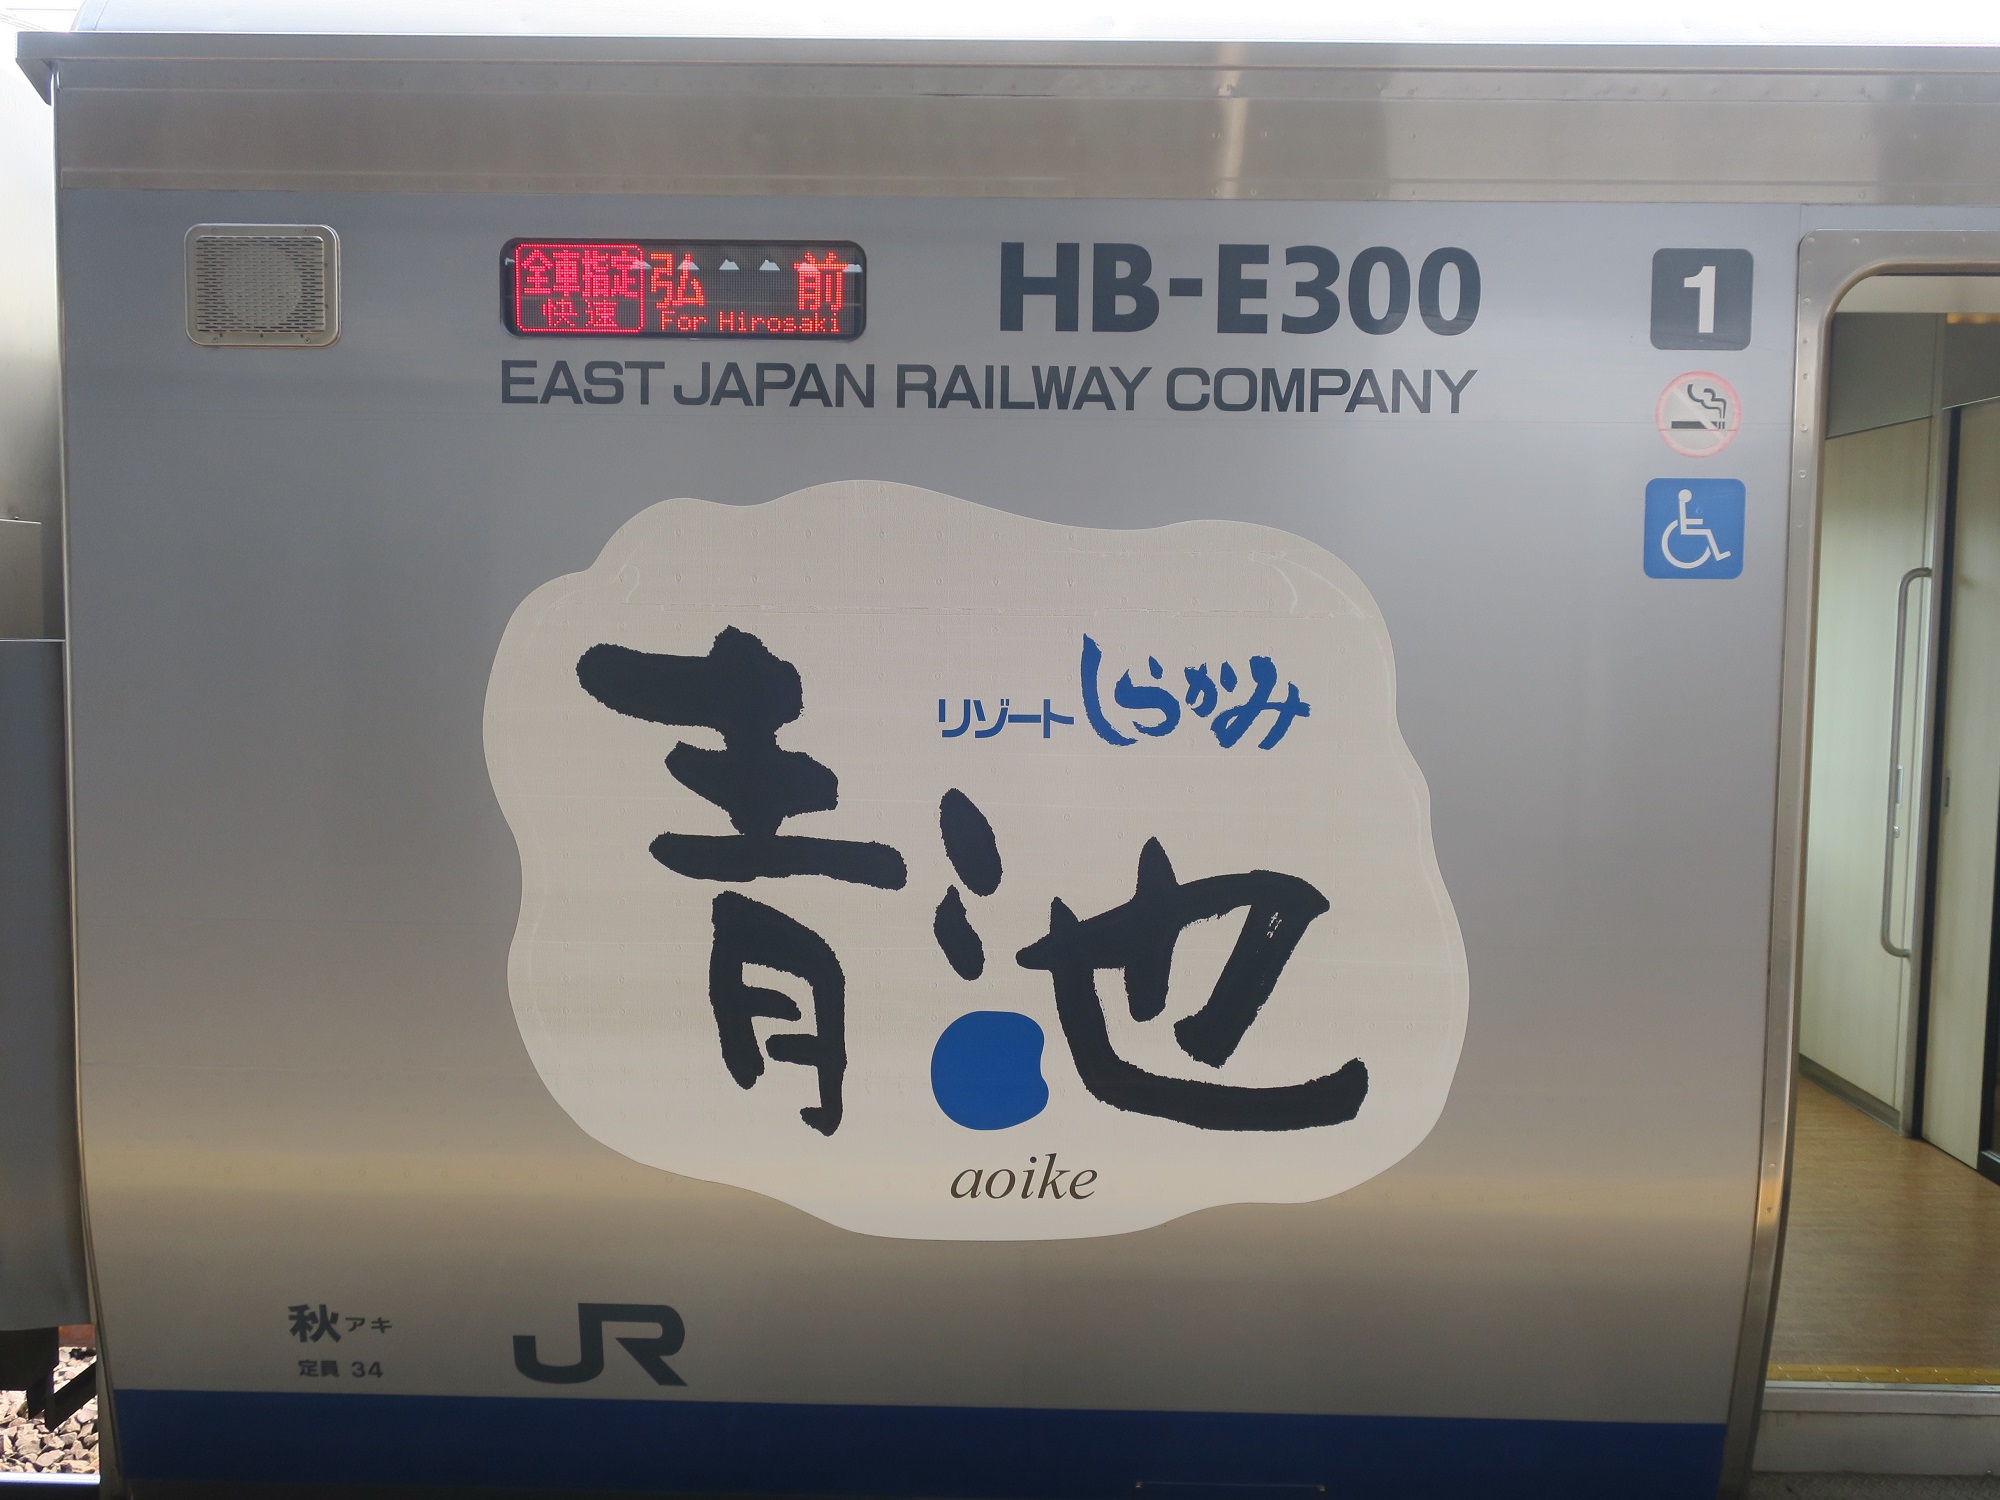 全車指定 弘前
快速 For Hirosaki
HB-E300
1
EAST JAPAN RAILWAY COMPANY
リゾートしらかみ
青池
aoike
秋アキ
定員 34
JR